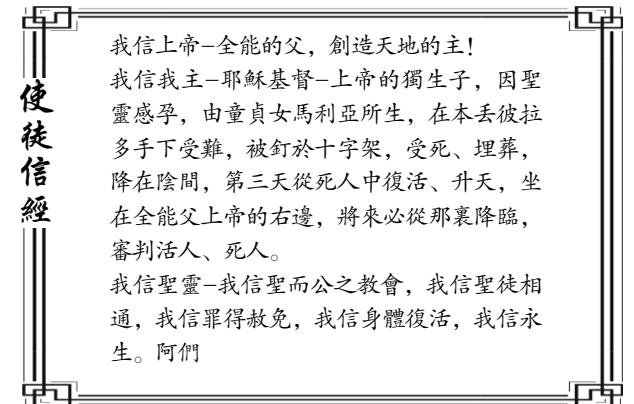 使徒信經
我信上帝–全能的父，創造天地的主！
我信我主–耶穌基督–上帝的獨生子，因聖
靈感孕，由童貞女馬利亞所生，在本丟彼拉
多手下受難，被釘於十字架，受死、埋葬，
降在陰間，第三天從死人中復活、升天，坐
在全能父上帝的右邊，將來必從那裏降臨，
審判活人、死人。
我信聖靈–我信聖而公之教會，我信聖徒相
通，我信罪得赦免，我信身體復活，我信永
生。阿們